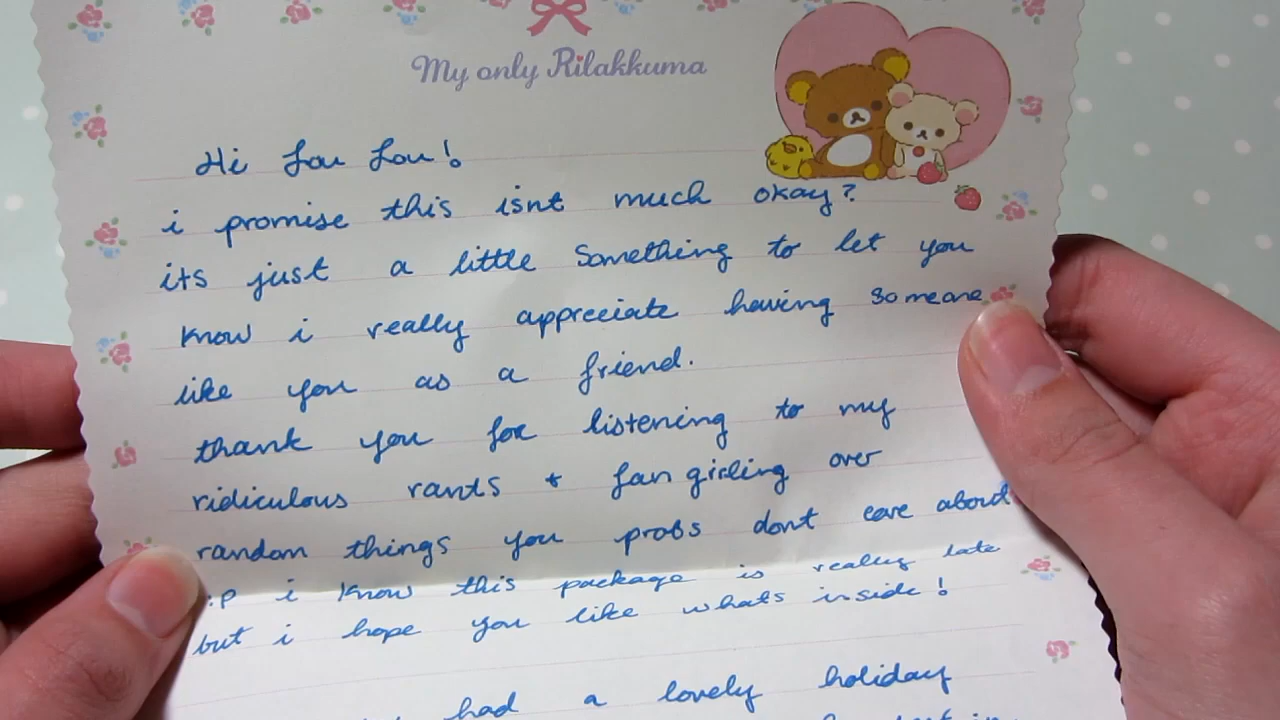 My only Rilakkuma
Hi Lou Lou!
i promise this isnt much okay?
its just a little something to let you
know i really appreciate having someone
like you as a friend.
thank you for listening to my
ridiculous rants + fan girling over
random things you probs dont care about
:p i know this package is really late
but i hope you like whats inside!
had a lovely holiday